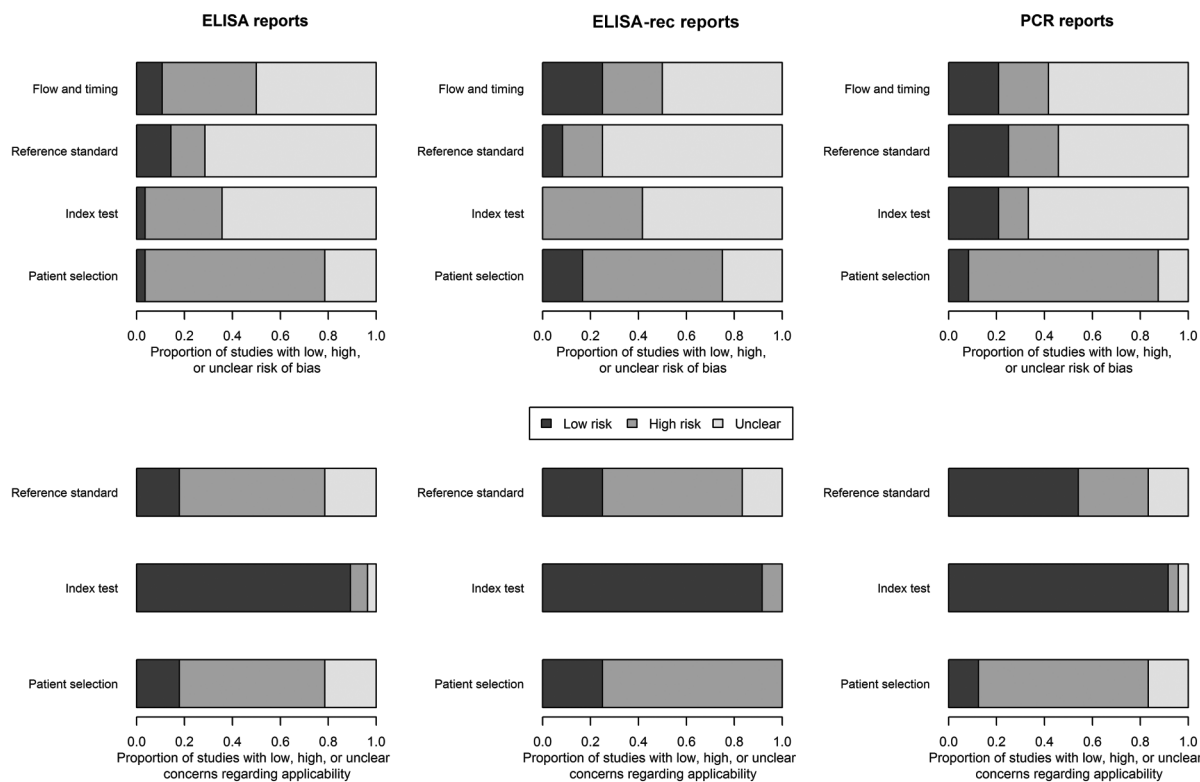 ELISA reports
ELISA-rec reports
PCR reports
Flow and timing
Reference standard
Index test
Patient selection
0.0 0.2 0.4 0.6 0.8 1.0
Proportion of studies with low, high,
or unclear risk of bias
Flow and timing
Reference standard
Index test
Patient selection
0.0 0.2 0.4 0.6 0.8 1.0
Proportion of studies with low, high,
or unclear risk of bias
Flow and timing
Reference standard
Index test
Patient selection
0.0 0.2 0.4 0.6 0.8 1.0
Proportion of studies with low, high,
or unclear risk of bias
Low risk High risk Unclear
Reference standard
Index test
Patient selection
0.0 0.2 0.4 0.6 0.8 1.0
Proportion of studies with low, high, or unclear
concerns regarding applicability
Reference standard
Index test
Patient selection
0.0 0.2 0.4 0.6 0.8 1.0
Proportion of studies with low, high, or unclear
concerns regarding applicability
Reference standard
Index test
Patient selection
0.0 0.2 0.4 0.6 0.8 1.0
Proportion of studies with low, high, or unclear
concerns regarding applicability